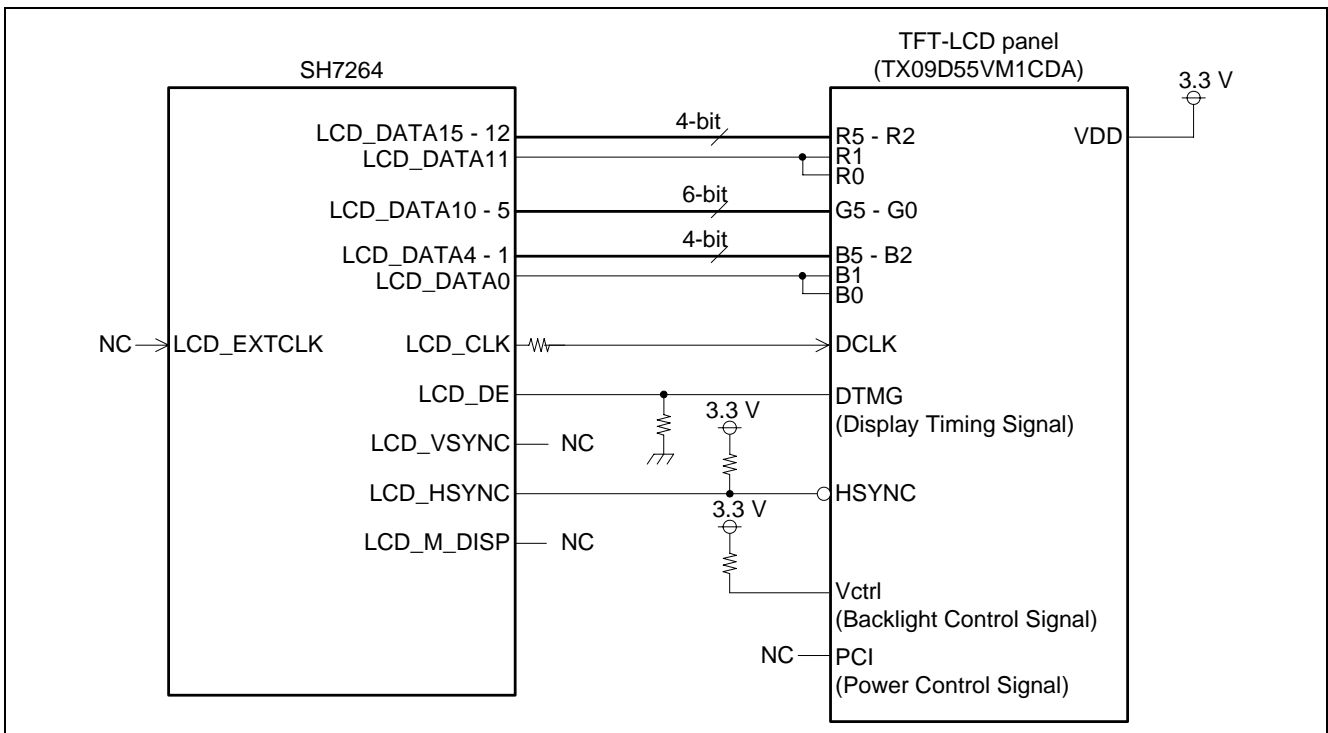 SH7264
TFT-LCD panel
(TX09D55VM1CDA)
3.3 V
LCD_DATA15 - 12
4-bit
R5 - R2
VDD
LCD_DATA11
R1
R0
LCD_DATA10 - 5
6-bit
G5 - G0
LCD_DATA4 - 1
4-bit
B5 - B2
LCD_DATA0
B1
B0
NC
LCD_EXTCLK
LCD_CLK
DCLK
LCD_DE
DTMG
(Display Timing Signal)
3.3 V
LCD_VSYNC
NC
LCD_HSYNC
HSYNC
3.3 V
LCD_M_DISP
NC
Vctrl
(Backlight Control Signal)
NC
PCI
(Power Control Signal)